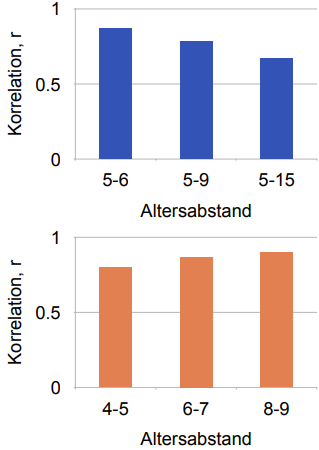 Korrelation, r
1
0.5
0
5-6 5-9 5-15
Altersabstand
Korrelation, r
1
0.5
0
4-5 6-7 8-9
Altersabstand